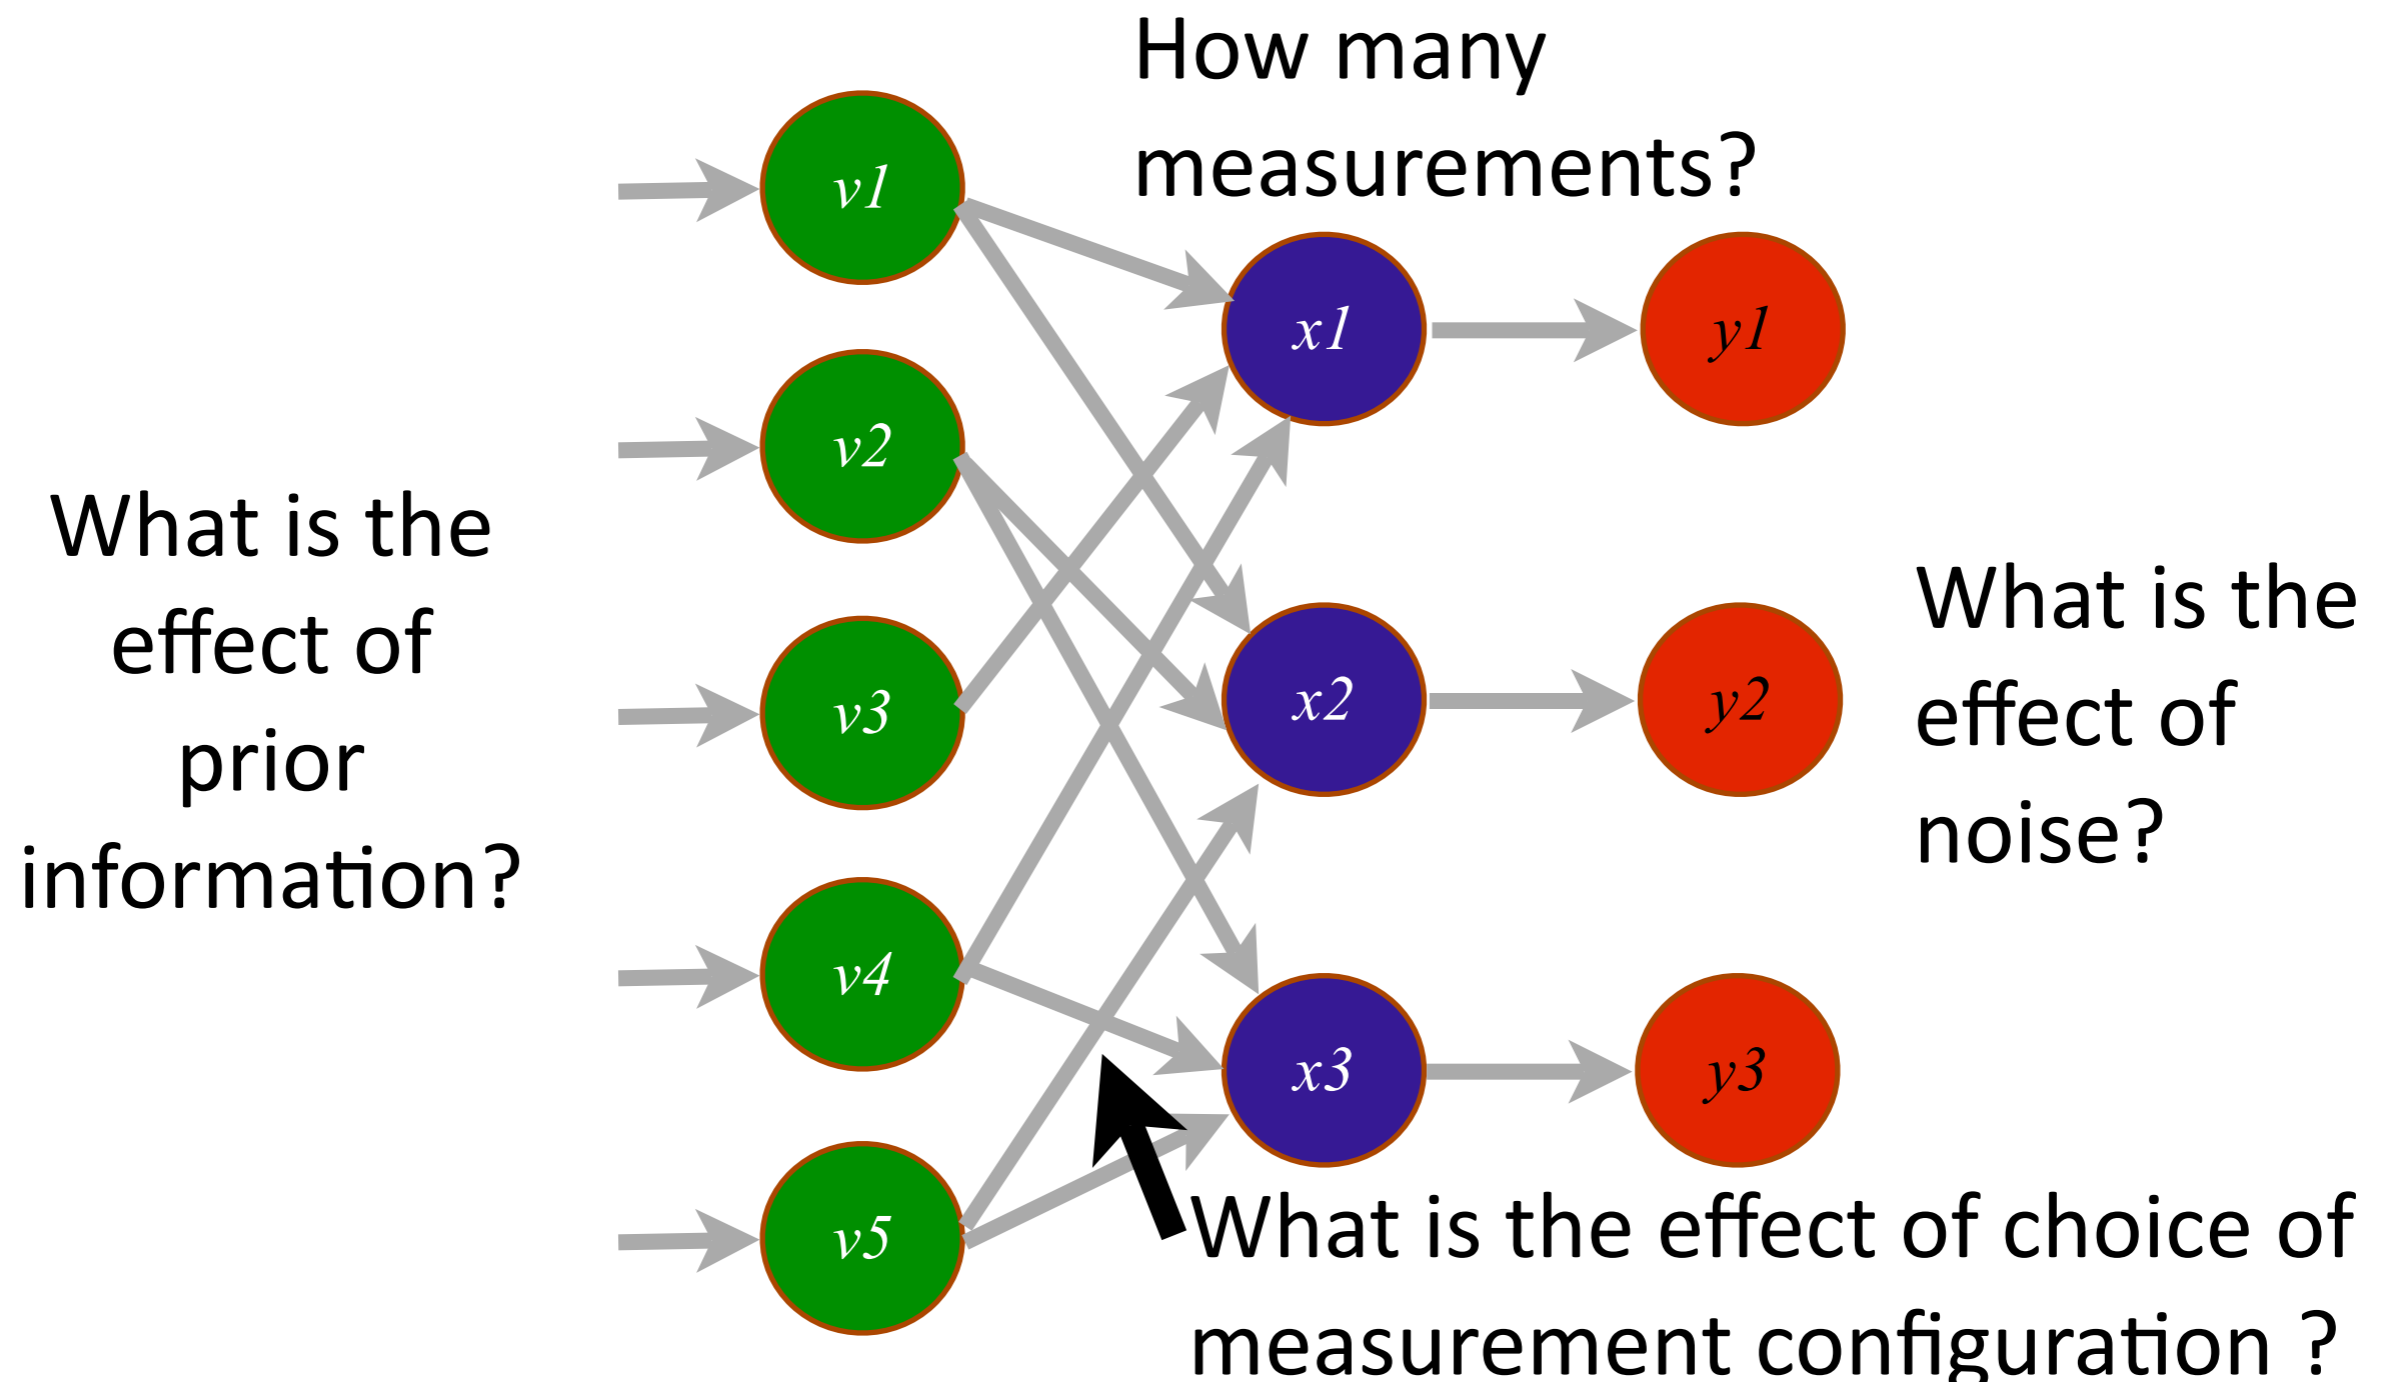 How many
measurements?
v1
v2
v3
v4
v5
x1
x2
x3
y1
y2
y3
What is the
effect of
prior
information?
What is the
effect of
noise?
What is the effect of choice of
measurement configuration ?